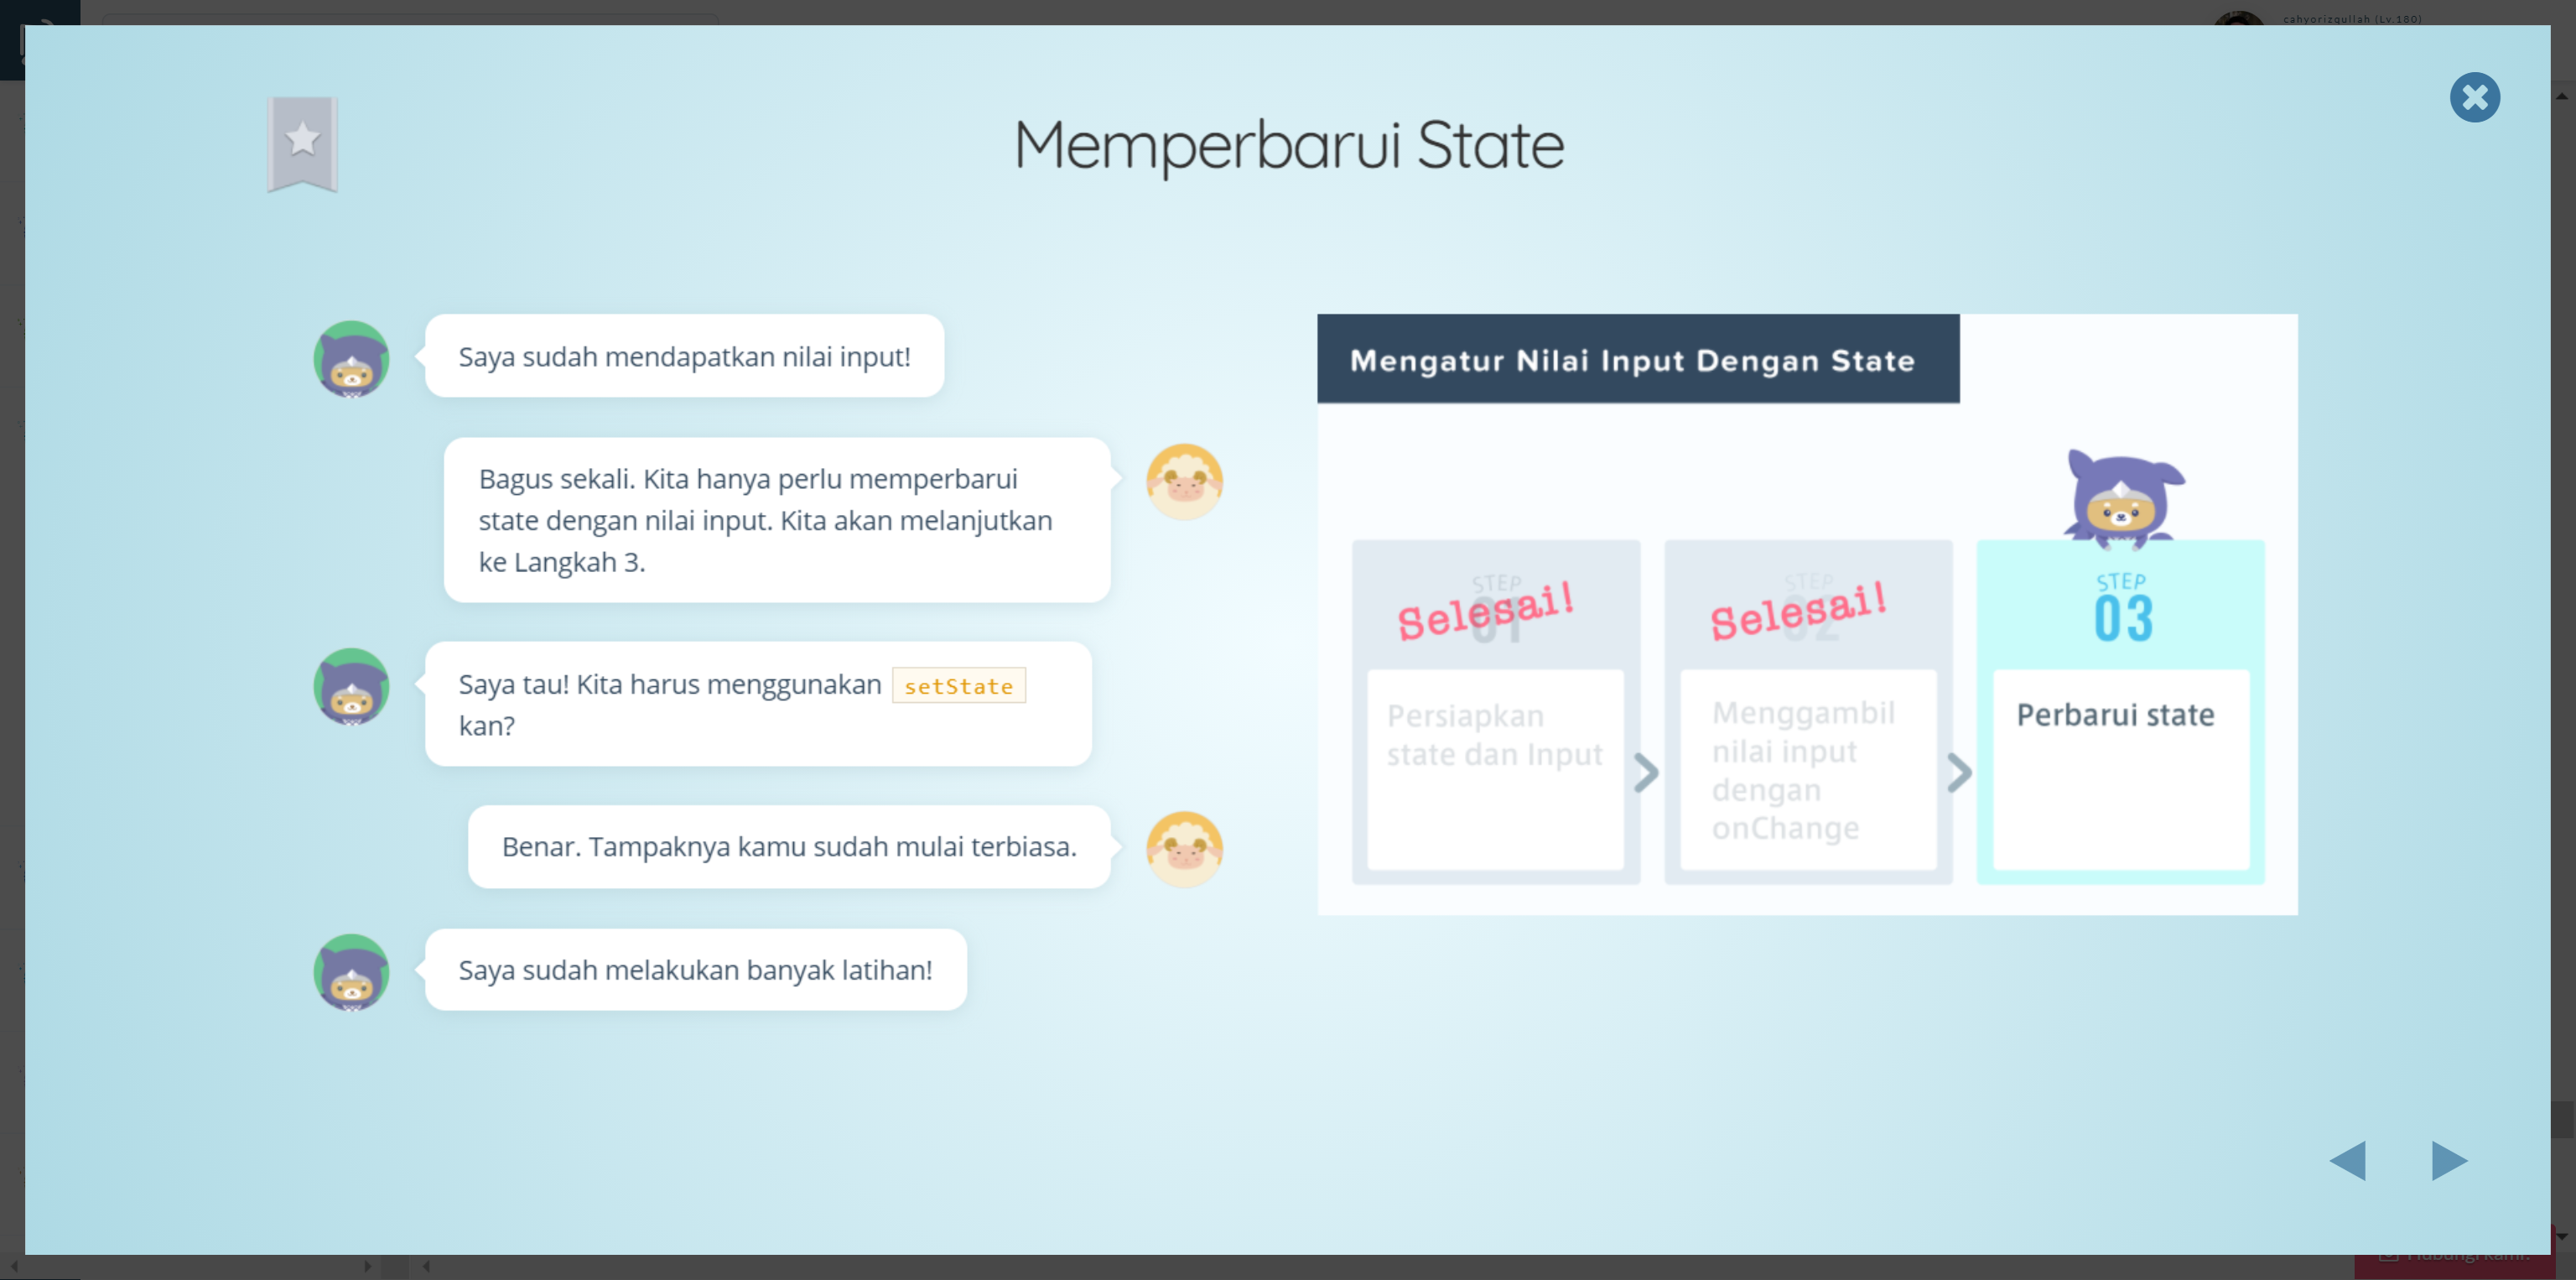 cahyorizqullah (Lv.180)
Memperbarui State
Saya sudah mendapatkan nilai input!
Bagus sekali. Kita hanya perlu memperbarui
state dengan nilai input. Kita akan melanjutkan
ke Langkah 3.
Saya tau! Kita harus menggunakan setState
kan?
Benar. Tampaknya kamu sudah mulai terbiasa.
Saya sudah melakukan banyak latihan!
Mengatur Nilai Input Dengan State
STEP
01
Selesai!
Persiapkan
state dan Input
STEP
02
Selesai!
Menggambil
nilai input
dengan
onChange
STEP
03
Perbarui state
Hubungi kami